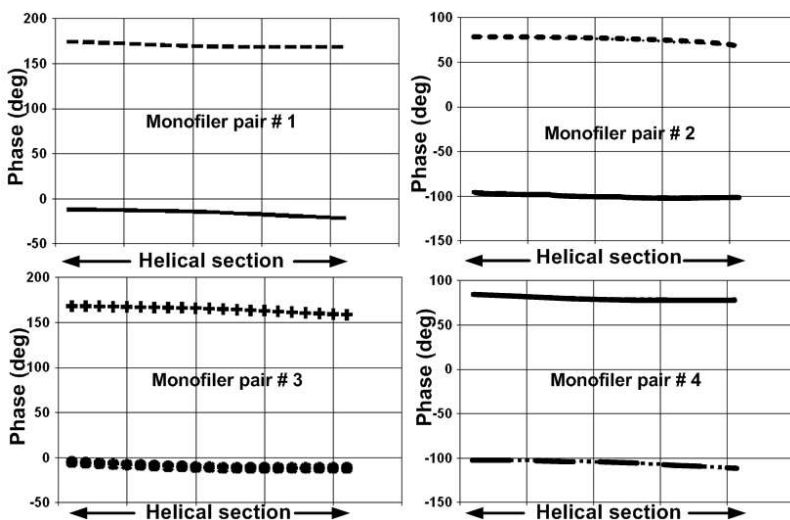 200
150
100
50
0
-50
Phase (deg)
Monofiler pair # 1
Helical section
100
50
0
-50
-100
-150
Phase (deg)
Monofiler pair # 2
Helical section
200
150
100
50
0
-50
Phase (deg)
Monofiler pair # 3
Helical section
100
50
0
-50
-100
-150
Phase (deg)
Monofiler pair # 4
Helical section